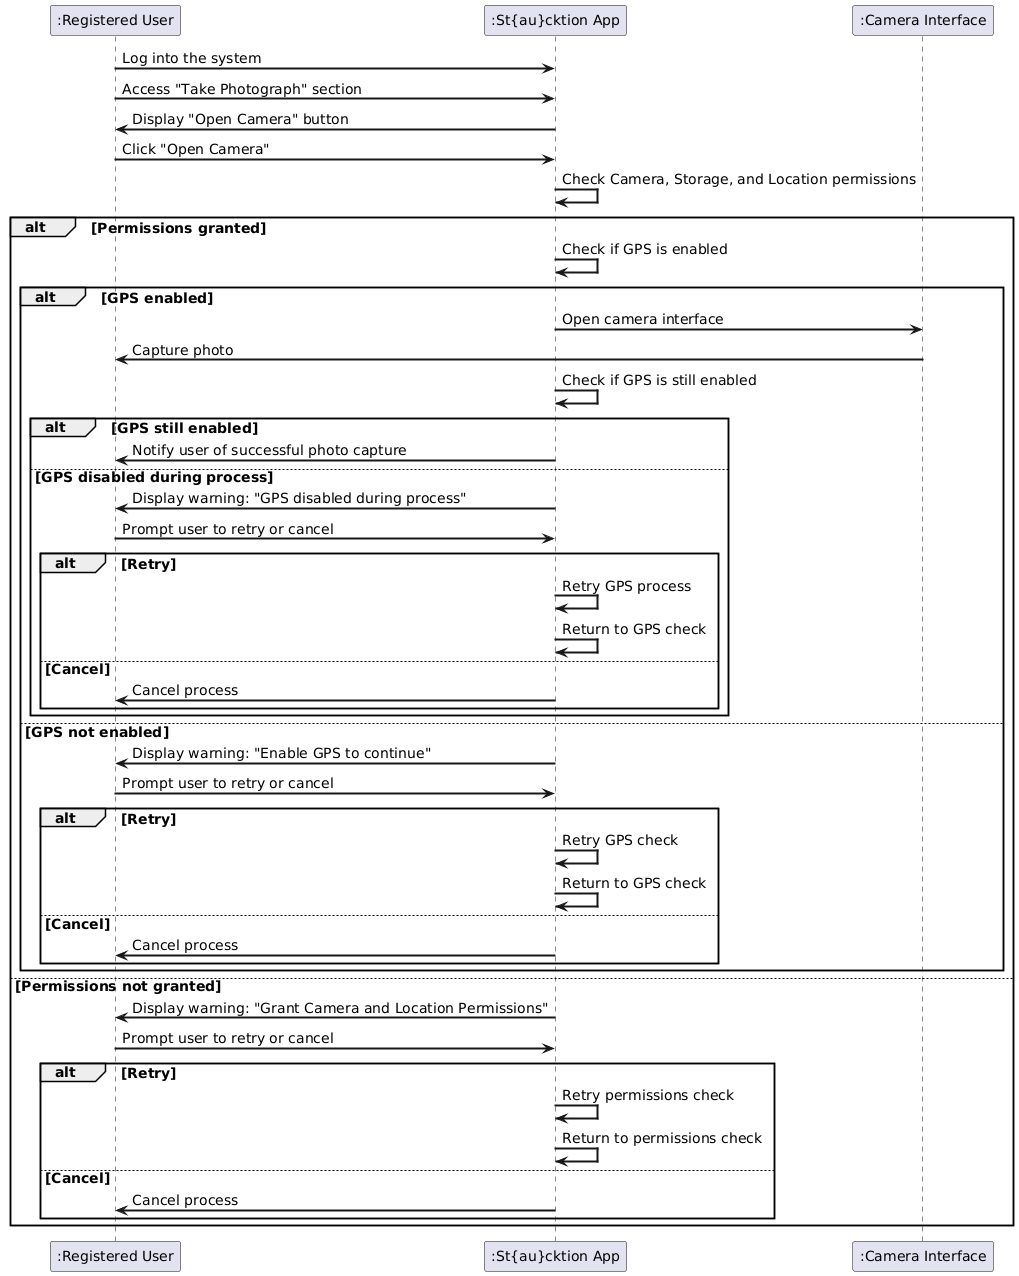 :Registered User
:St{au}cktion App
:Camera Interface
Log into the system
Access "Take Photograph" section
Display "Open Camera" button
Click "Open Camera"
Check Camera, Storage, and Location permissions
alt [Permissions granted]
Check if GPS is enabled
alt [GPS enabled]
Open camera interface
Capture photo
Check if GPS is still enabled
alt [GPS still enabled]
Notify user of successful photo capture
[GPS disabled during process]
Display warning: "GPS disabled during process"
Prompt user to retry or cancel
alt [Retry]
Retry GPS process
Return to GPS check
[Cancel]
Cancel process
[GPS not enabled]
Display warning: "Enable GPS to continue"
Prompt user to retry or cancel
alt [Retry]
Retry GPS check
Return to GPS check
[Cancel]
Cancel process
[Permissions not granted]
Display warning: "Grant Camera and Location Permissions"
Prompt user to retry or cancel
alt [Retry]
Retry permissions check
Return to permissions check
[Cancel]
Cancel process
:Registered User
:St{au}cktion App
:Camera Interface